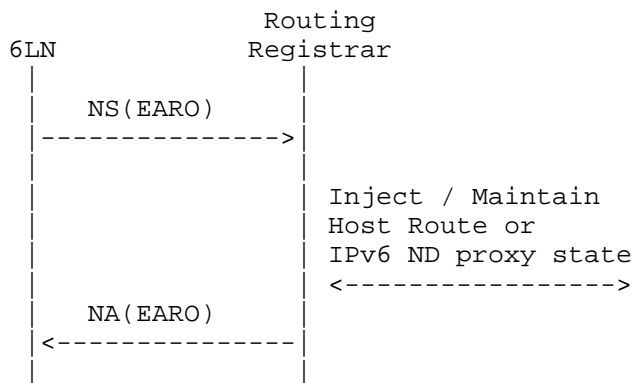 Routing
6LN Registrar
NS(EARO)
Inject / Maintain
Host Route or
IPv6 ND proxy state
NA(EARO)